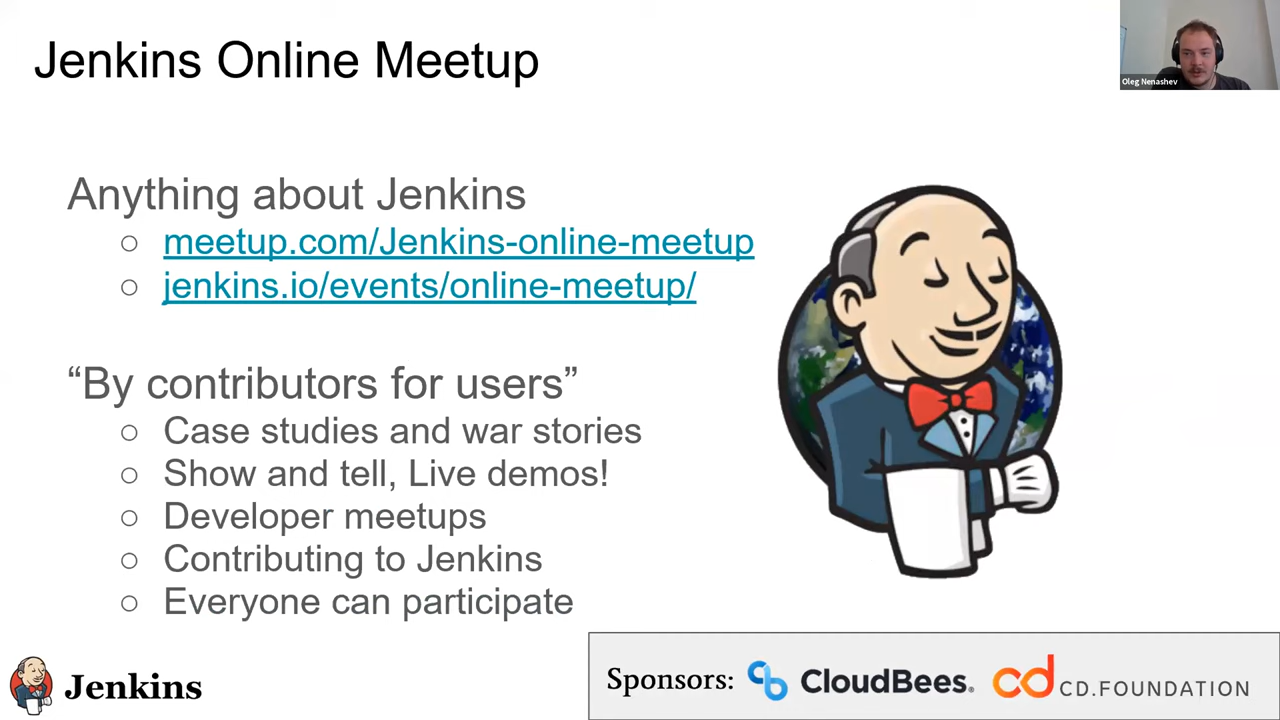 Jenkins Online Meetup
Oleg Nenashev
Anything about Jenkins
meetup.com/Jenkins-online-meetup
jenkins.io/events/online-meetup/
“By contributors for users”
Case studies and war stories
Show and tell, Live demos!
Developer meetups
Contributing to Jenkins
Everyone can participate
Jenkins
Sponsors: CloudBees. cd CD.FOUNDATION